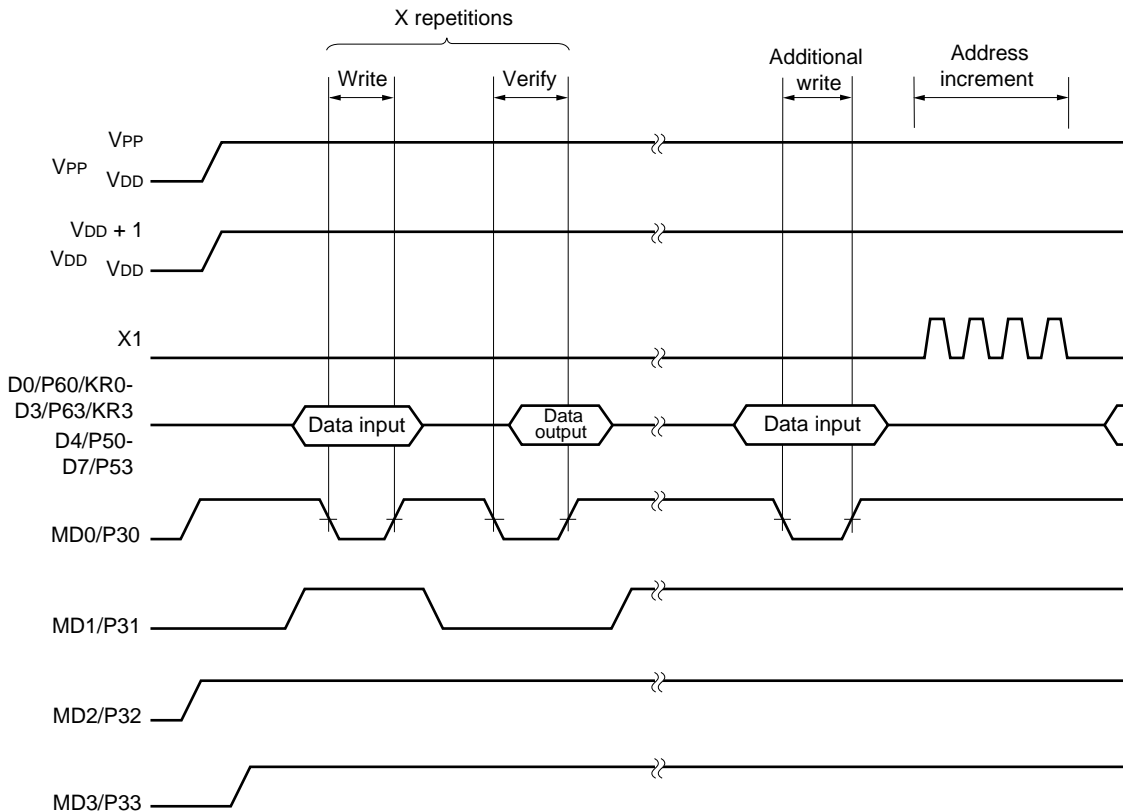 X repetitions
Write
Verify
Additional
write
Address
increment
VPP
VPP
VDD
VDD + 1
VDD
VDD
X1
D0/P60/KR0-
D3/P63/KR3
D4/P50-
D7/P53
Data input
Data
output
Data input
MD0/P30
MD1/P31
MD2/P32
MD3/P33